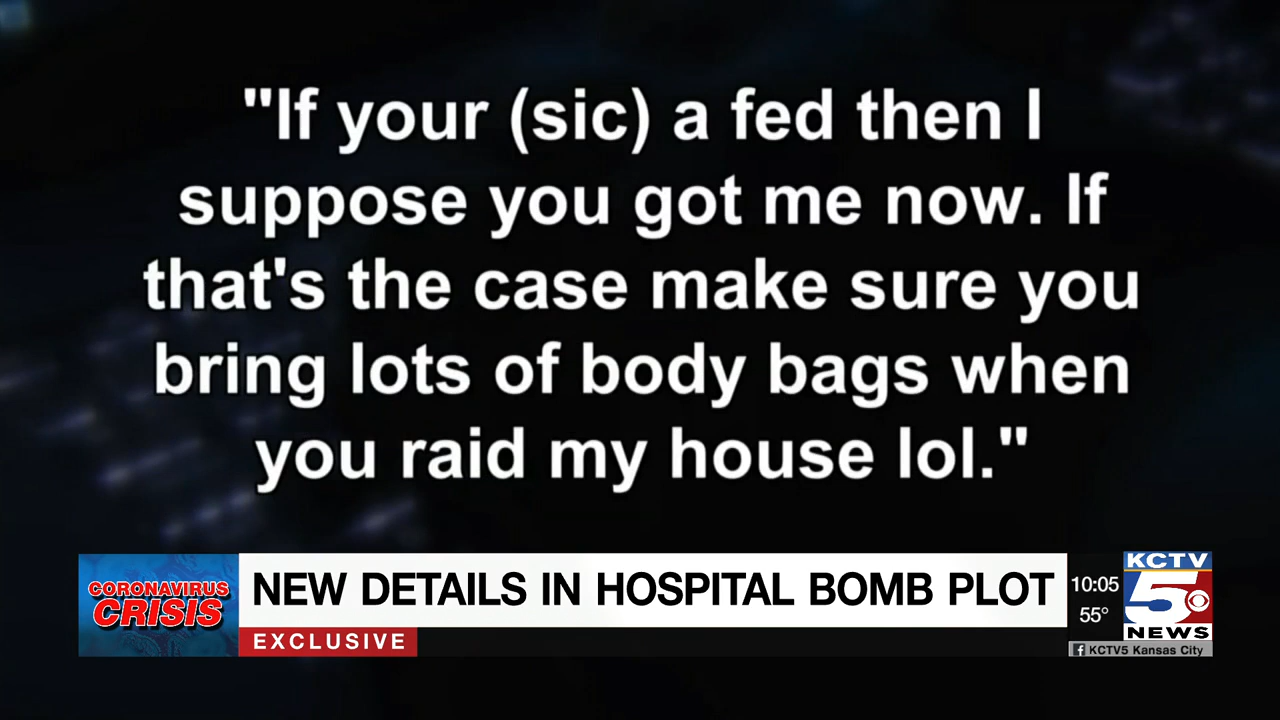 "If your (sic) a fed then I
suppose you got me now. If
that's the case make sure you
bring lots of body bags when
you raid my house lol."
CORONAVIRUS
CRISIS
NEW DETAILS IN HOSPITAL BOMB PLOT
EXCLUSIVE
10:05
55°
KCTV
5
NEWS
f KCTV5 Kansas City